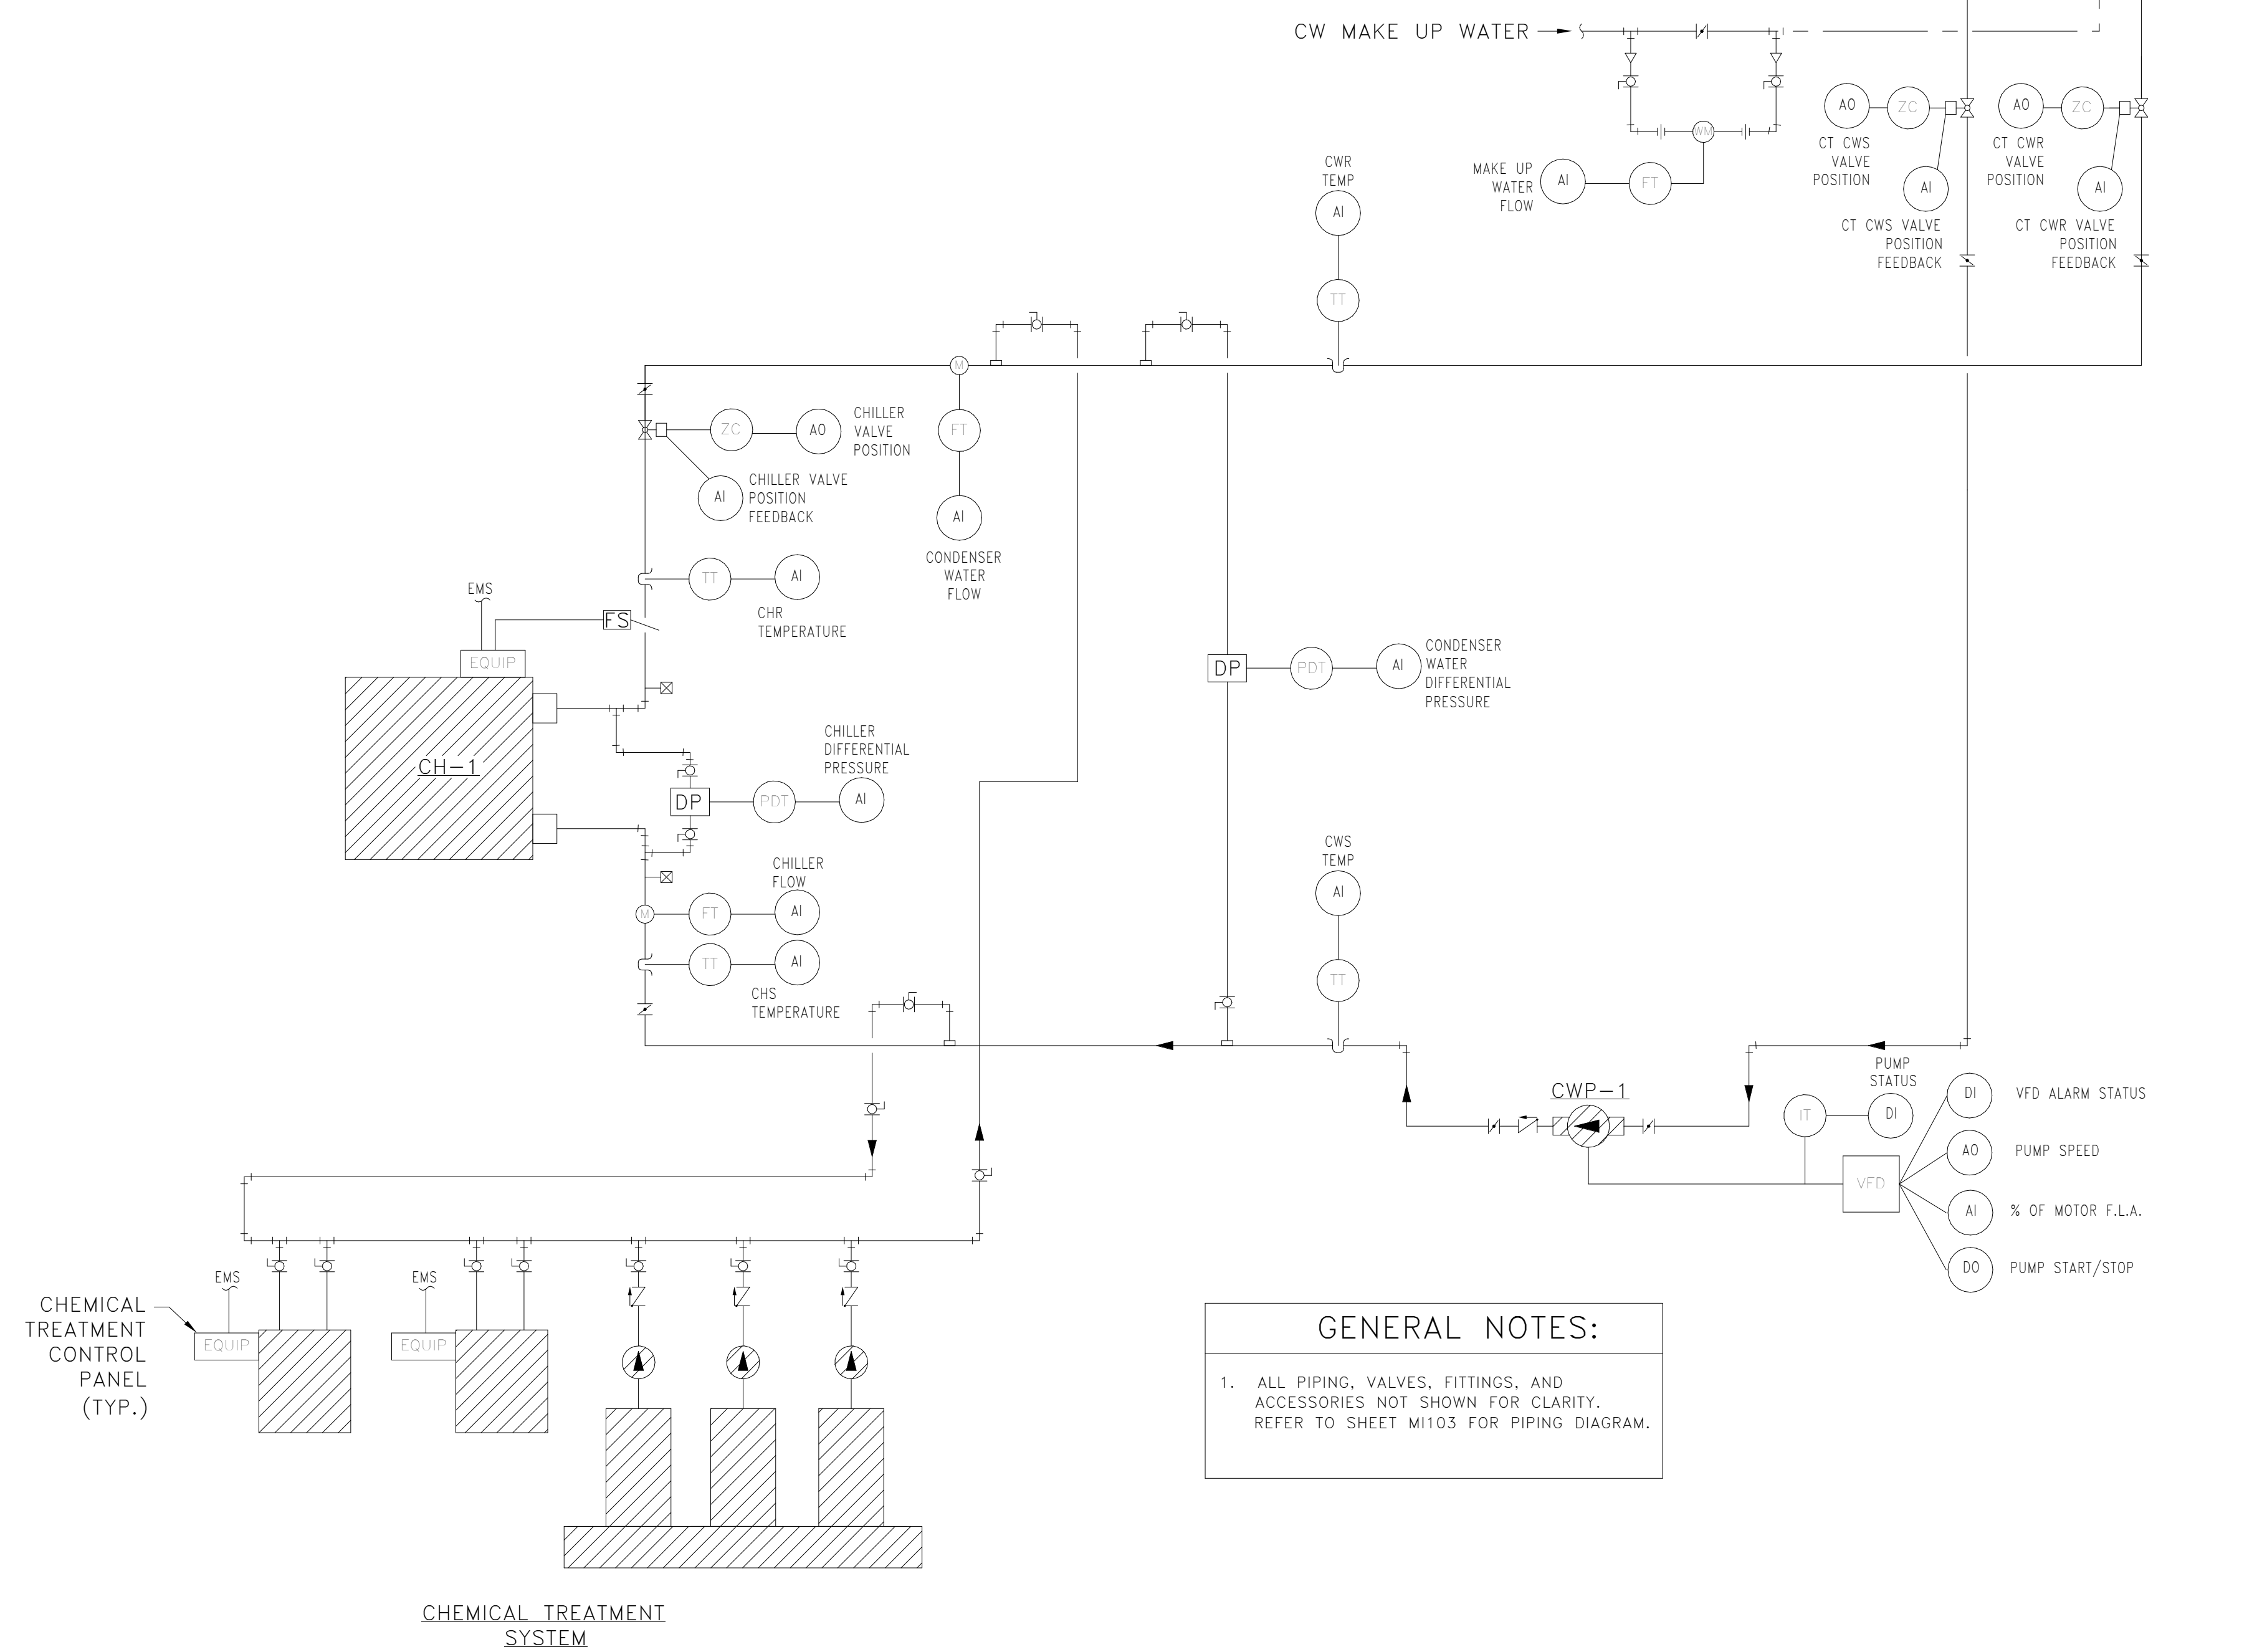 CW MAKE UP WATER
AO
ZC
CT CWS
VALVE
POSITION
AI
CT CWS VALVE
POSITION
FEEDBACK
AO
ZC
CT CWR
VALVE
POSITION
AI
CT CWR VALVE
POSITION
FEEDBACK
WM
MAKE UP
WATER
FLOW
AI
FT
CWR
TEMP
AI
TT
M
FT
AI
CONDENSER
WATER
FLOW
ZC
AO
CHILLER
VALVE
POSITION
AI
CHILLER VALVE
POSITION
FEEDBACK
TT
AI
CHR
TEMPERATURE
EMS
FS
EQUIP
CH-1
CHILLER
DIFFERENTIAL
PRESSURE
DP
PDT
AI
DP
PDT
AI
CONDENSER
WATER
DIFFERENTIAL
PRESSURE
CHILLER
FLOW
M
FT
AI
TT
AI
CHS
TEMPERATURE
CWS
TEMP
AI
TT
CWP-1
PUMP
STATUS
IT
DI
VFD
DI
VFD ALARM STATUS
AO
PUMP SPEED
AI
% OF MOTOR F.L.A.
DO
PUMP START/STOP
EMS
EMS
CHEMICAL
TREATMENT
CONTROL
PANEL
(TYP.)
EQUIP
EQUIP
CHEMICAL TREATMENT
SYSTEM
GENERAL NOTES:
1. ALL PIPING, VALVES, FITTINGS, AND
ACCESSORIES NOT SHOWN FOR CLARITY.
REFER TO SHEET MI103 FOR PIPING DIAGRAM.